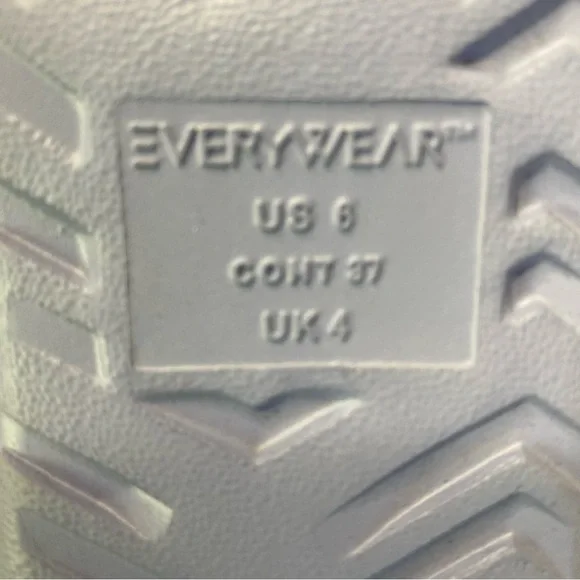 EVERYWEAR™
US 6
CONT 37
UK 4